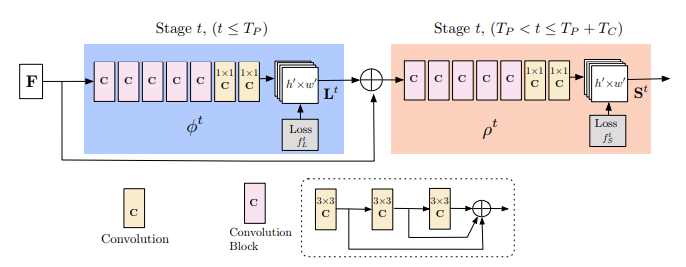 Stage t, (t ≤ T_P)
Stage t, (T_P < t ≤ T_P + T_C)
F
C C C C C 1×1 C 1×1 C
h′×w′
L^t
φ^t
Loss
f_L^t
C C C C C 1×1 C 1×1 C
h′×w′
S^t
ρ^t
Loss
f_S^t
C
Convolution
C
Convolution
Block
3×3 3×3 3×3
C C C